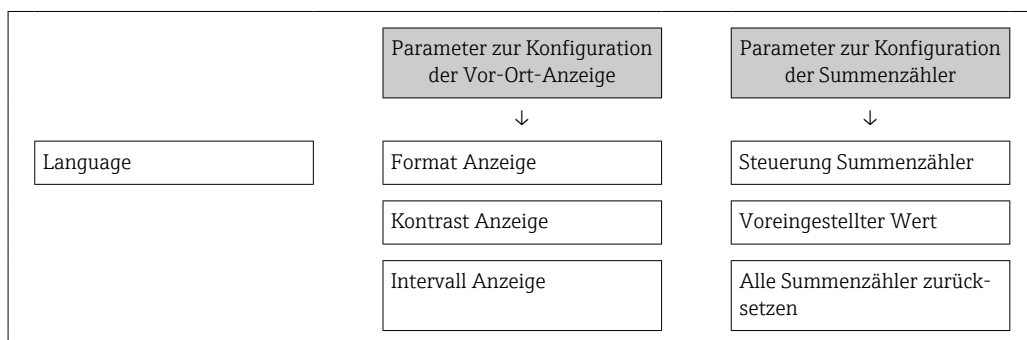 Parameter zur Konfiguration
der Vor-Ort-Anzeige
Parameter zur Konfiguration
der Summenzähler
↓
↓
Language
Format Anzeige
Steuerung Summenzähler
Kontrast Anzeige
Voreingestellter Wert
Intervall Anzeige
Alle Summenzähler zurück-
setzen